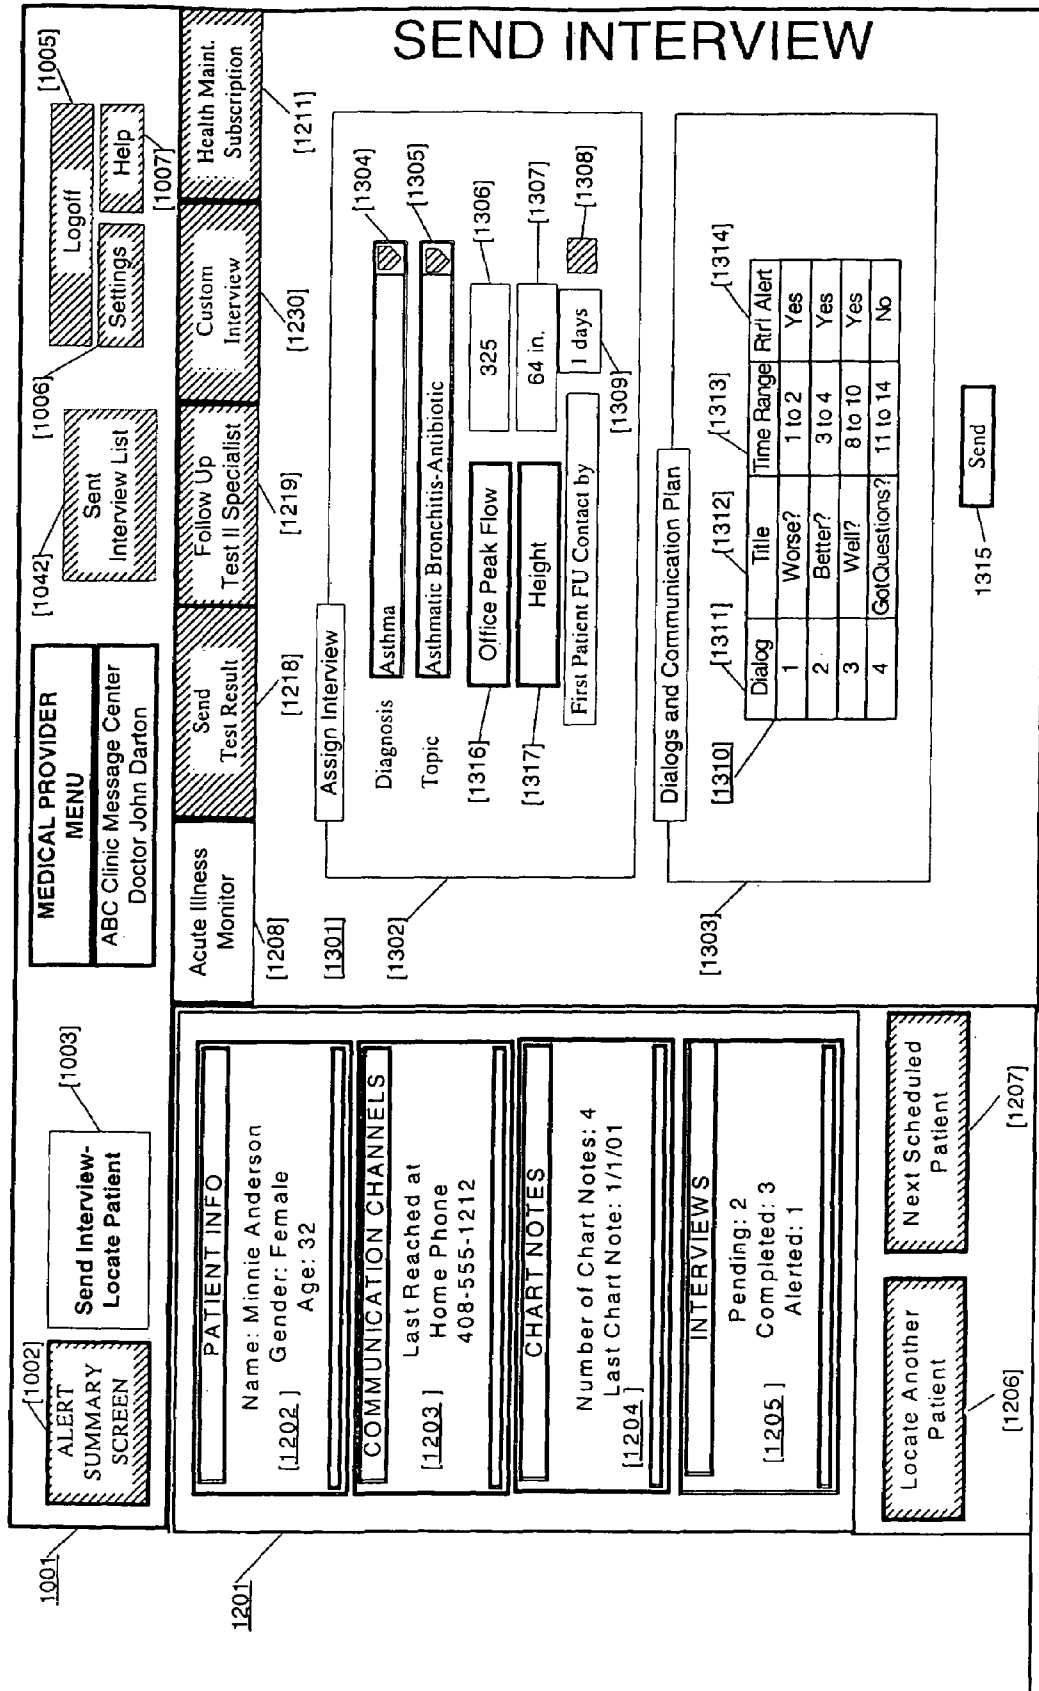 SEND INTERVIEW
1001
[1002]
ALERT
SUMMARY
SCREEN
Send Interview-
Locate Patient
[1003]
MEDICAL PROVIDER
MENU
ABC Clinic Message Center
Doctor John Darton
[1042]
Sent
Interview List
[1006]
Logoff
Settings
Help
[1005]
[1007]
1201
PATIENT INFO
Name: Minnie Anderson
Gender: Female
Age: 32
[1202 ]
COMMUNICATION CHANNELS
Last Reached at
Home Phone
408-555-1212
[1203 ]
CHART NOTES
Number of Chart Notes: 4
Last Chart Note: 1/1/01
[1204 ]
INTERVIEWS
Pending: 2
Completed: 3
Alerted: 1
[1205 ]
Locate Another
Patient
[1206]
Next Scheduled
Patient
[1207]
Acute Illness
Monitor
[1208]
Send
Test Result
[1218]
Follow Up
Test II Specialist
[1219]
Custom
Interview
[1230]
Health Maint.
Subscription
[1211]
[1301]
[1302]
Assign Interview
Diagnosis
Asthma
[1304]
Topic
Asthmatic Bronchitis-Antibiotic
[1305]
[1316]
Office Peak Flow
325
[1306]
[1317]
Height
64 in.
[1307]
First Patient FU Contact by
1 days
[1308]
[1309]
[1303]
Dialogs and Communication Plan
[1310]
[1311]
[1312]
[1313]
[1314]
Dialog Title Time Range Rtrl Alert
1 Worse? 1 to 2 Yes
2 Better? 3 to 4 Yes
3 Well? 8 to 10 Yes
4 GotQuestions? 11 to 14 No
1315
Send